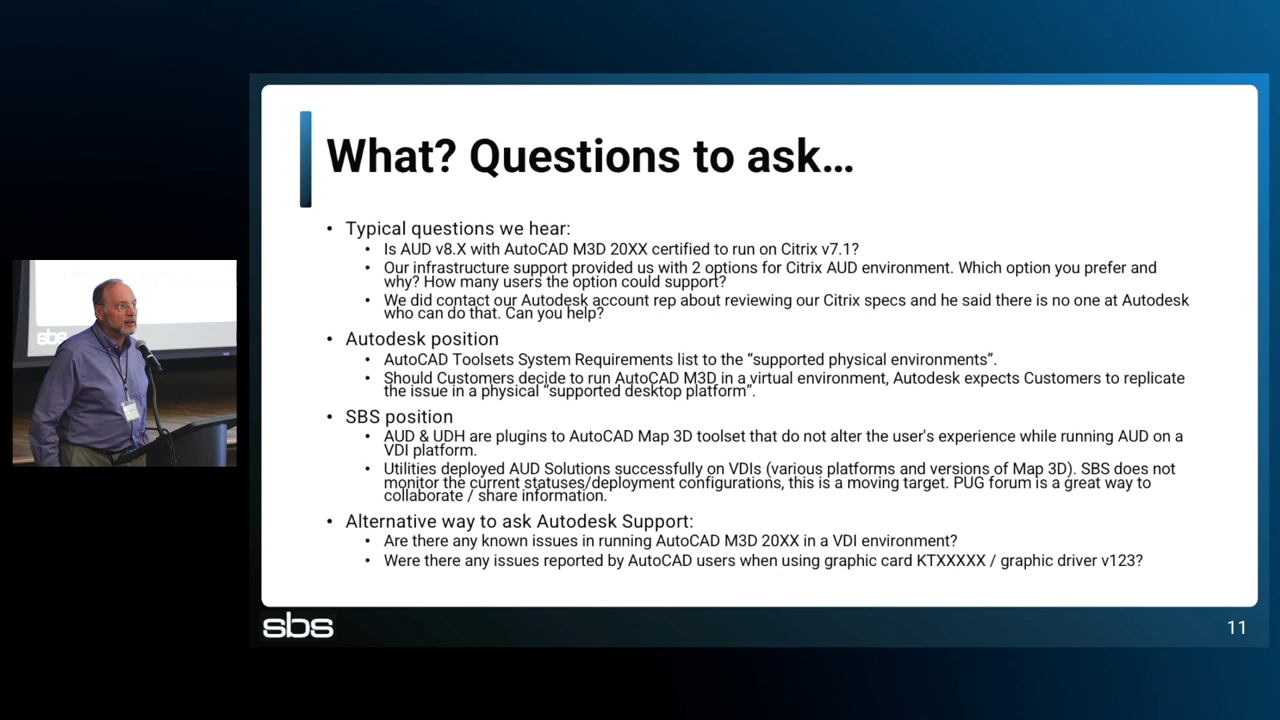 What? Questions to ask…
• Typical questions we hear:
• Is AUD v8.X with AutoCAD M3D 20XX certified to run on Citrix v7.1?
• Our infrastructure support provided us with 2 options for Citrix AUD environment. Which option you prefer and
why? How many users the option could support?
• We did contact our Autodesk account rep about reviewing our Citrix specs and he said there is no one at Autodesk
who can do that. Can you help?
• Autodesk position
• AutoCAD Toolsets System Requirements list to the “supported physical environments”.
• Should Customers decide to run AutoCAD M3D in a virtual environment, Autodesk expects Customers to replicate
the issue in a physical “supported desktop platform”.
• SBS position
• AUD & UDH are plugins to AutoCAD Map 3D toolset that do not alter the user's experience while running AUD on a
VDI platform.
• Utilities deployed AUD Solutions successfully on VDIs (various platforms and versions of Map 3D). SBS does not
monitor the current statuses/deployment configurations, this is a moving target. PUG forum is a great way to
collaborate / share information.
• Alternative way to ask Autodesk Support:
• Are there any known issues in running AutoCAD M3D 20XX in a VDI environment?
• Were there any issues reported by AutoCAD users when using graphic card KTXXXXX / graphic driver v123?
sbs
sbs
11